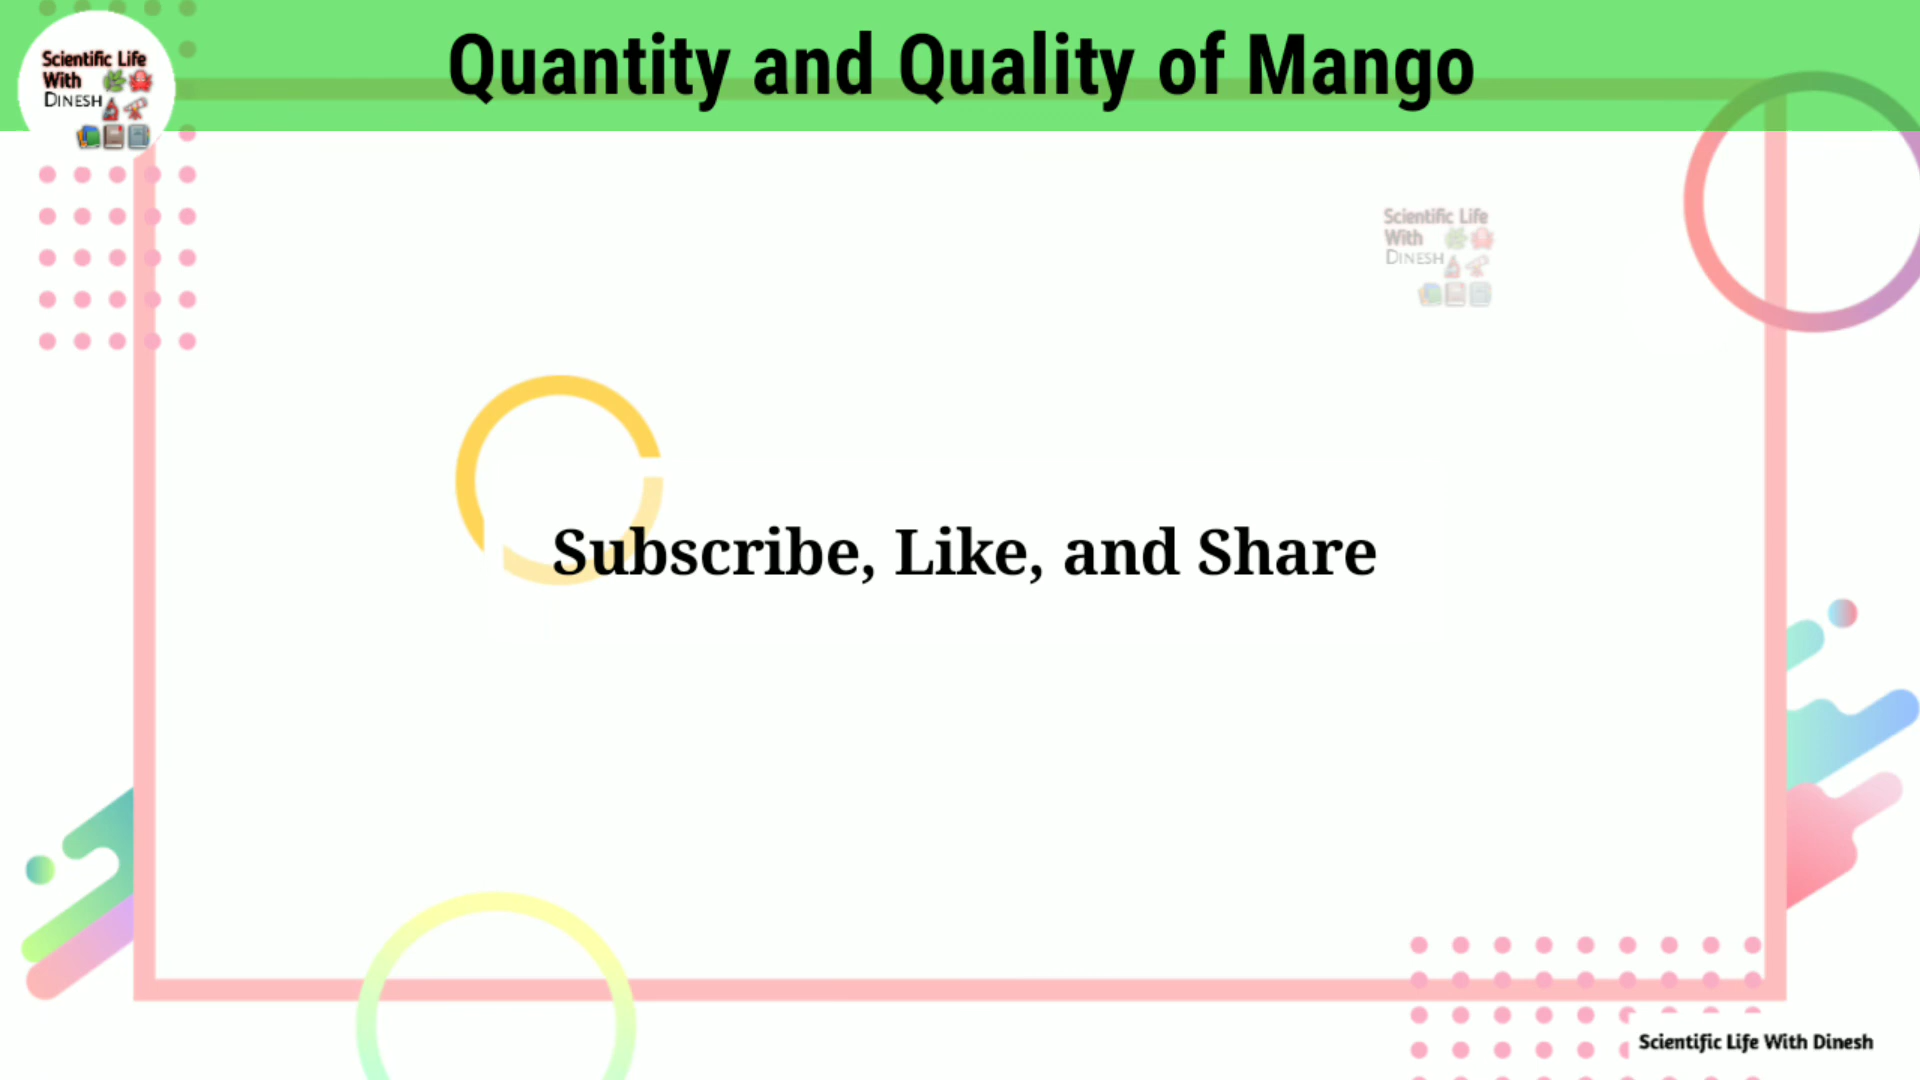 Scientific Life
With
DINESH
Quantity and Quality of Mango
Scientific Life
With
DINESH
Subscribe, Like, and Share
Scientific Life With Dinesh